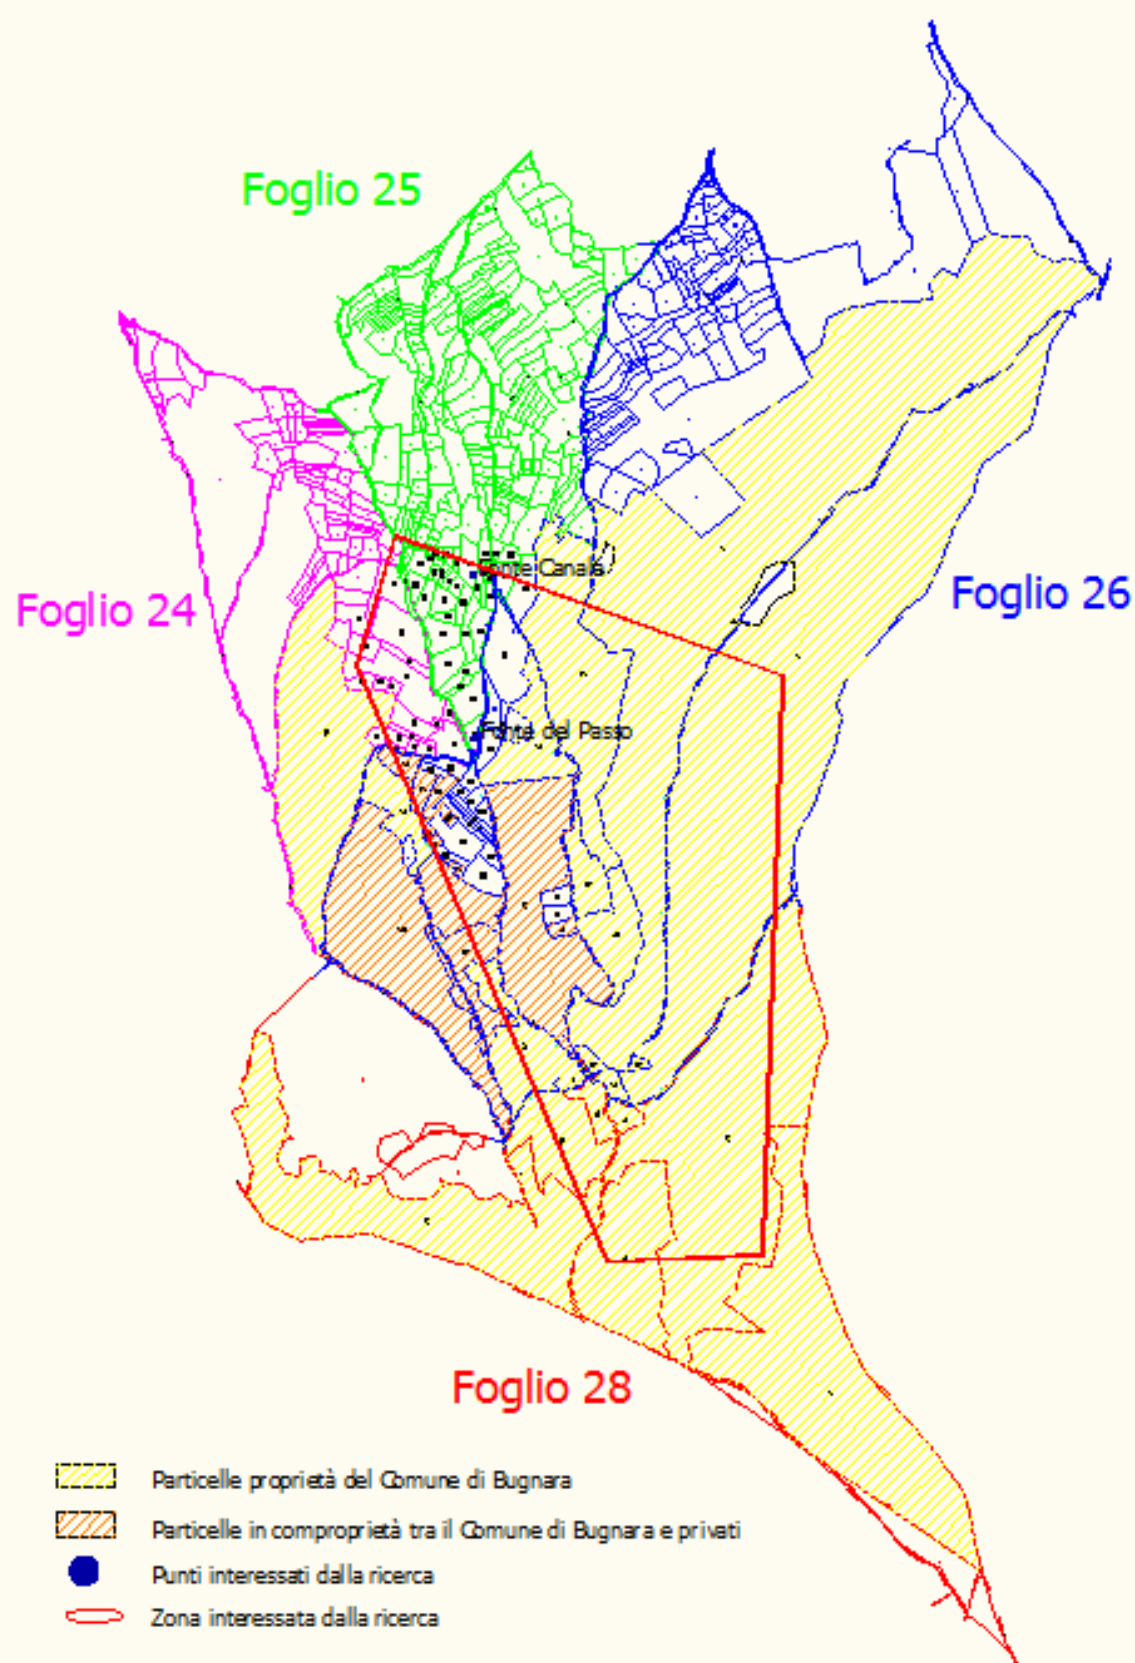 Foglio 25
Fonte Canala
Foglio 26
Foglio 24
Fonte del Passo
Foglio 28
Particelle proprietà del Comune di Bugnara
Particelle in comproprietà tra il Comune di Bugnara e privati
Punti interessati dalla ricerca
Zona interessata dalla ricerca